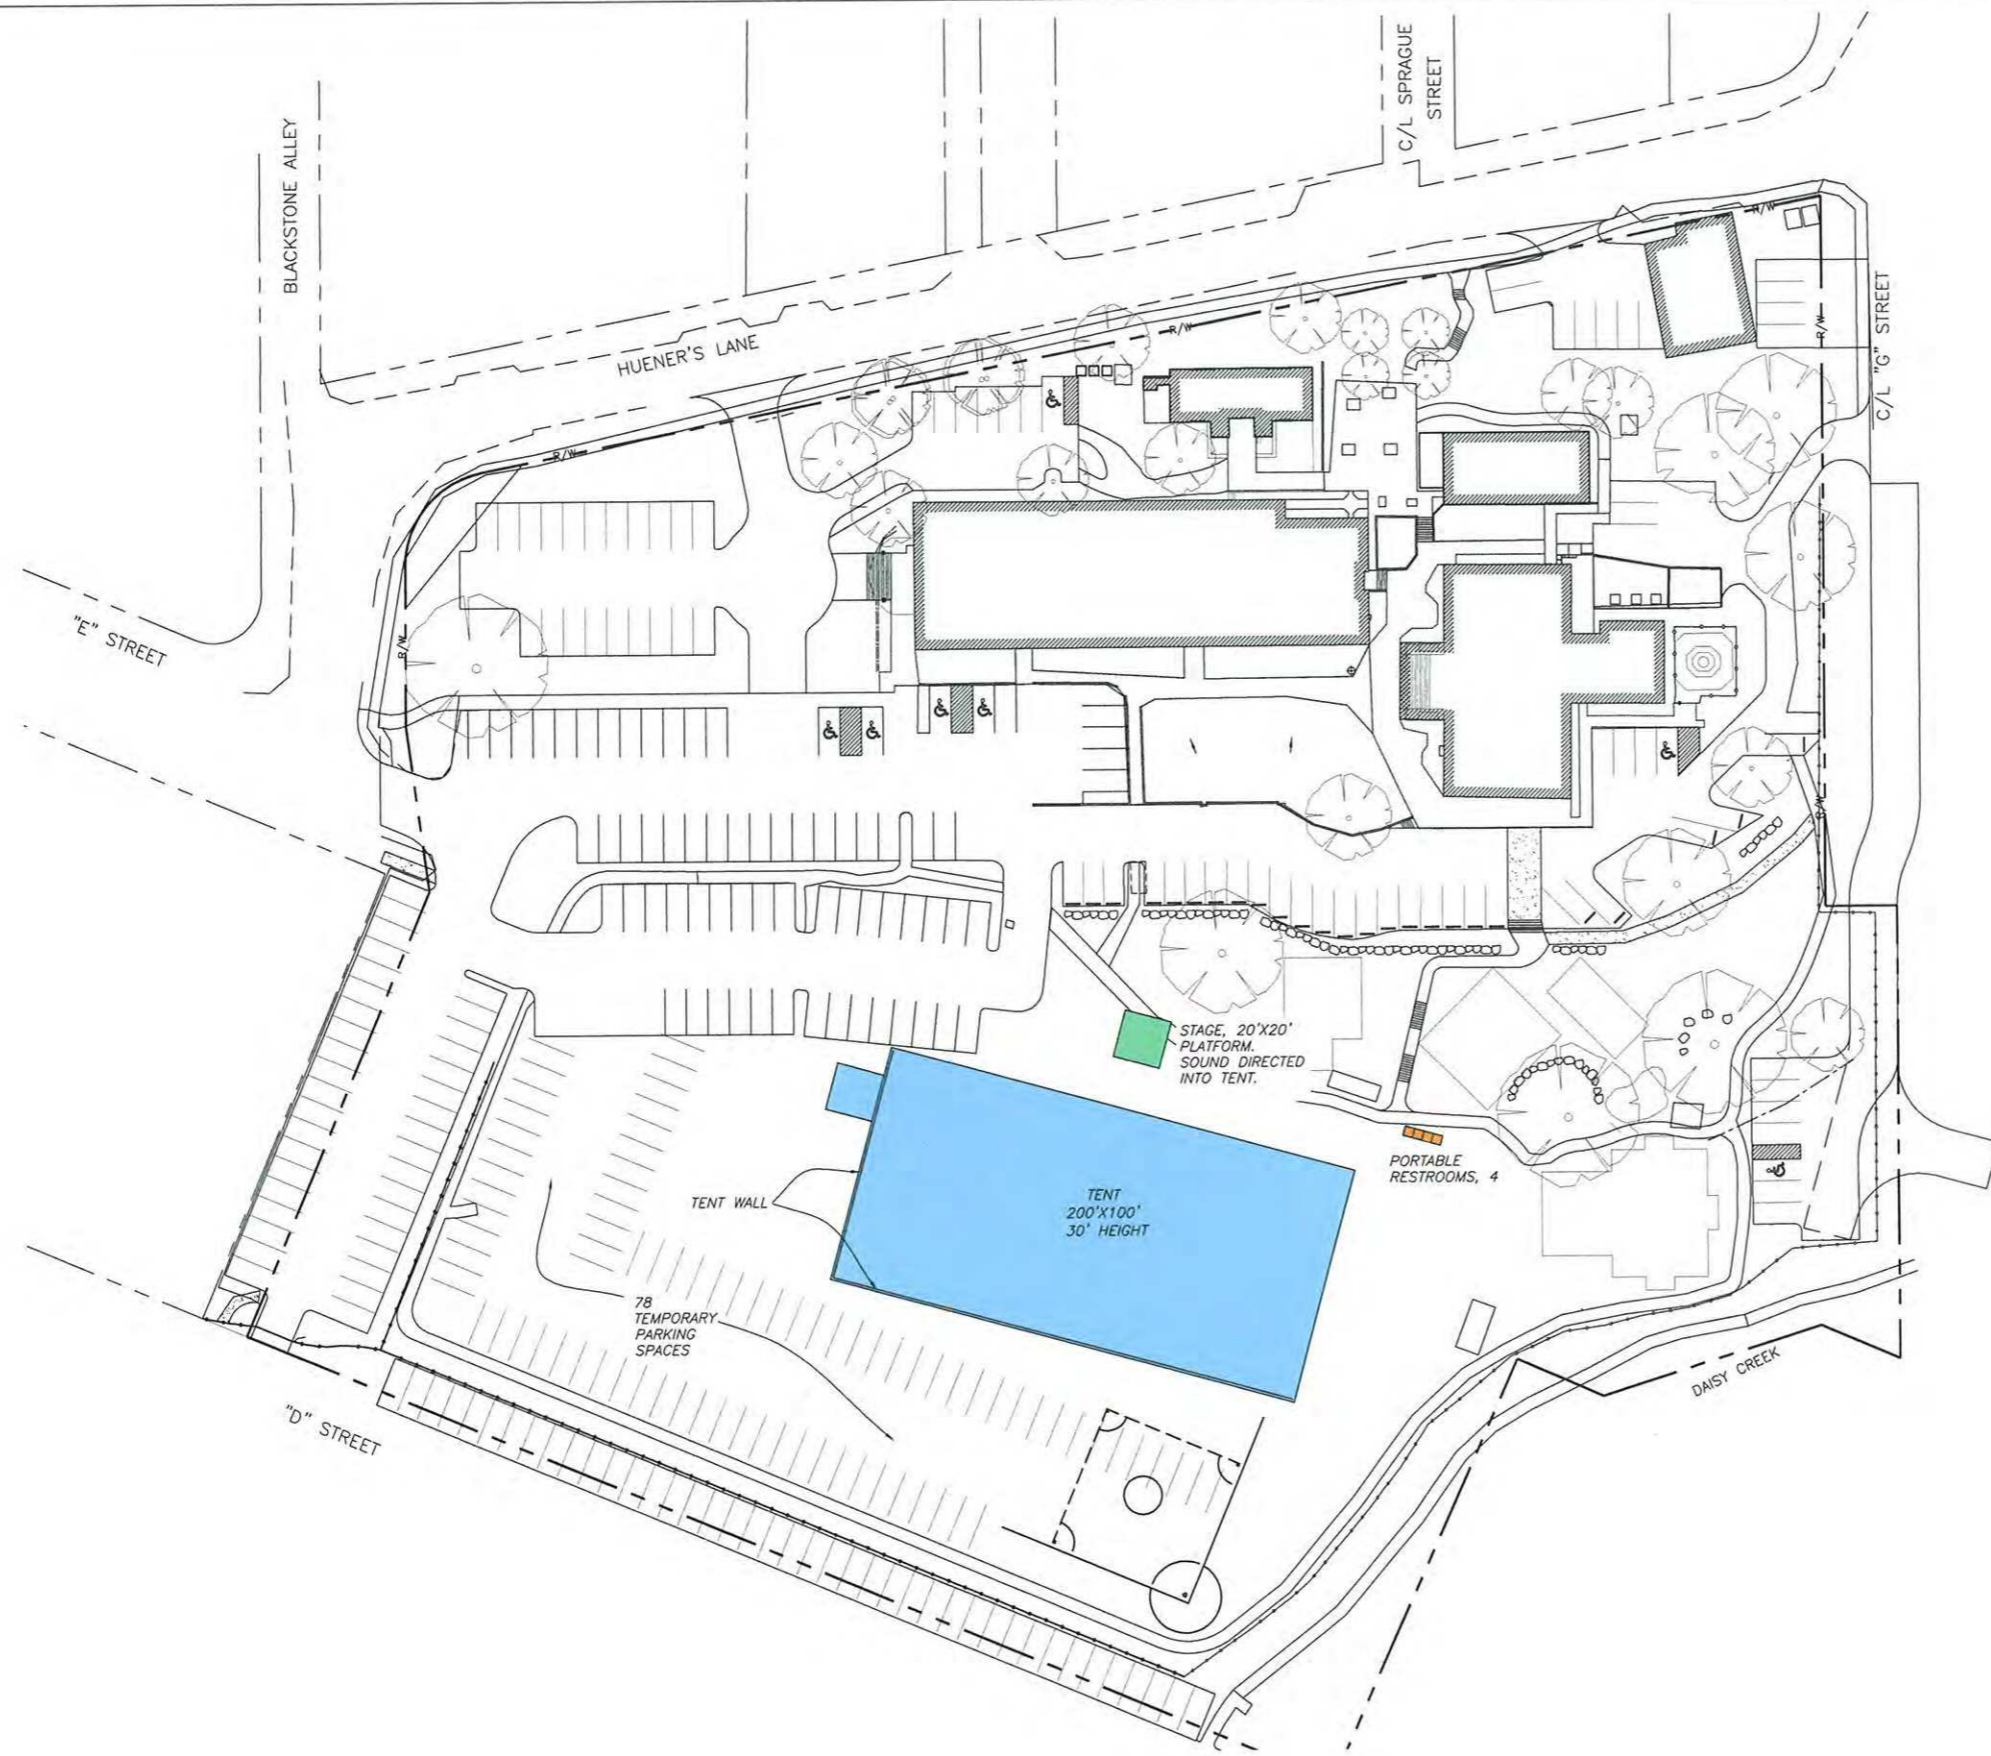 C/L SPRAGUE
STREET
BLACKSTONE ALLEY
R/W
C/L "G" STREET
R/W
R/W
HUENER'S LANE
R/W
"E" STREET
R/W
R/W
STAGE, 20'X20'
PLATFORM.
SOUND DIRECTED
INTO TENT.
PORTABLE
RESTROOMS, 4
TENT WALL
TENT
200'X100'
30' HEIGHT
78
TEMPORARY
PARKING
SPACES
DAISY CREEK
"D" STREET